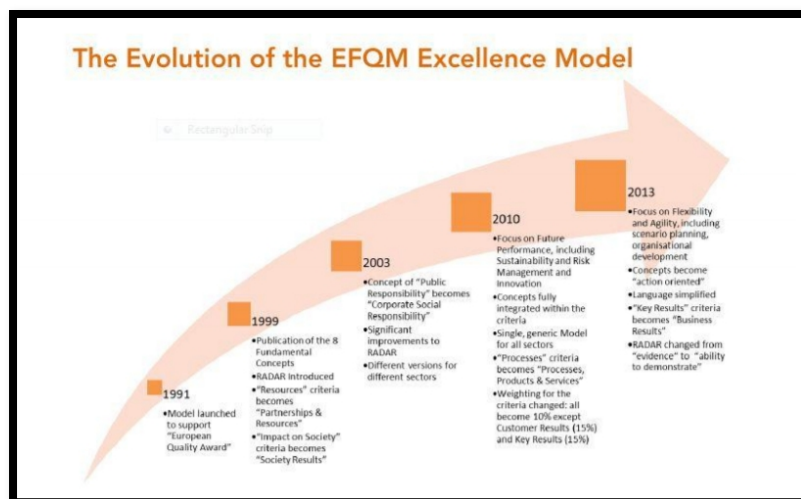 The Evolution of the EFQM Excellence Model
Rectangular Snip
1991
•Model launched
to support
"European
Quality Award"
1999
•Publication of the 8
Fundamental
Concepts
•RADAR Introduced
•"Resources" criteria
becomes
"Partnerships &
Resources"
•"Impact on Society"
criteria becomes
"Society Results"
2003
•Concept of "Public
Responsibility" becomes
"Corporate Social
Responsibility"
•Significant
improvements to
RADAR
•Different versions for
different sectors
2010
•Focus on Future
Performance, including
Sustainability and Risk
Management and
Innovation
•Concepts fully
integrated within the
criteria
•Single, generic Model
for all sectors
•"Processes" criteria
becomes "Processes,
Products & Services"
•Weighting for the
criteria changed: all
become 10% except
Customer Results (15%)
and Key Results (15%)
2013
•Focus on Flexibility
and Agility, including
scenario planning,
organisational
development
•Concepts become
"action oriented"
•Language simplified
•"Key Results" criteria
becomes "Business
Results"
•RADAR changed from
"evidence" to "ability
to demonstrate"